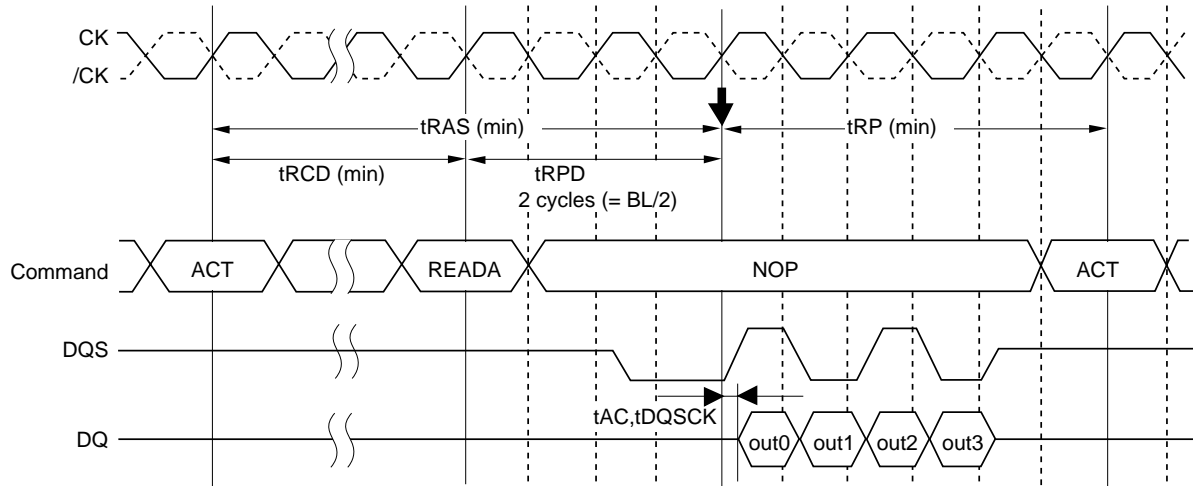 CK
/CK
tRAS (min)
tRP (min)
tRCD (min)
tRPD
2 cycles (= BL/2)
Command
ACT
READA
NOP
ACT
DQS
tAC,tDQSCK
DQ
out0
out1
out2
out3